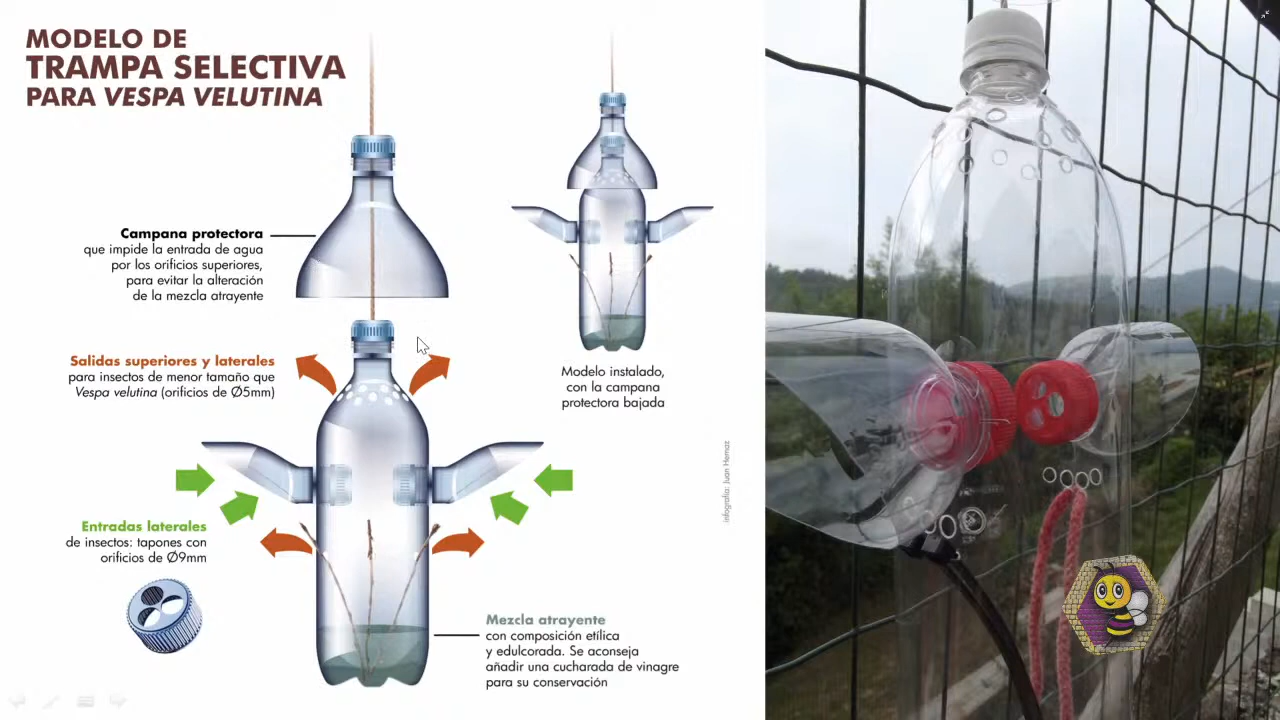 MODELO DE
TRAMPA SELECTIVA
PARA VESPA VELUTINA
Campana protectora
que impide la entrada de agua
por los orificios superiores,
para evitar la alteración
de la mezcla atrayente
Salidas superiores y laterales
para insectos de menor tamaño que
Vespa velutina (orificios de Ø5mm)
Entradas laterales
de insectos: tapones con
orificios de Ø9mm
Modelo instalado,
con la campana
protectora bajada
Mezcla atrayente
con composición etílica
y edulcorada. Se aconseja
añadir una cucharada de vinagre
para su conservación
infografía: Juan Hernaz